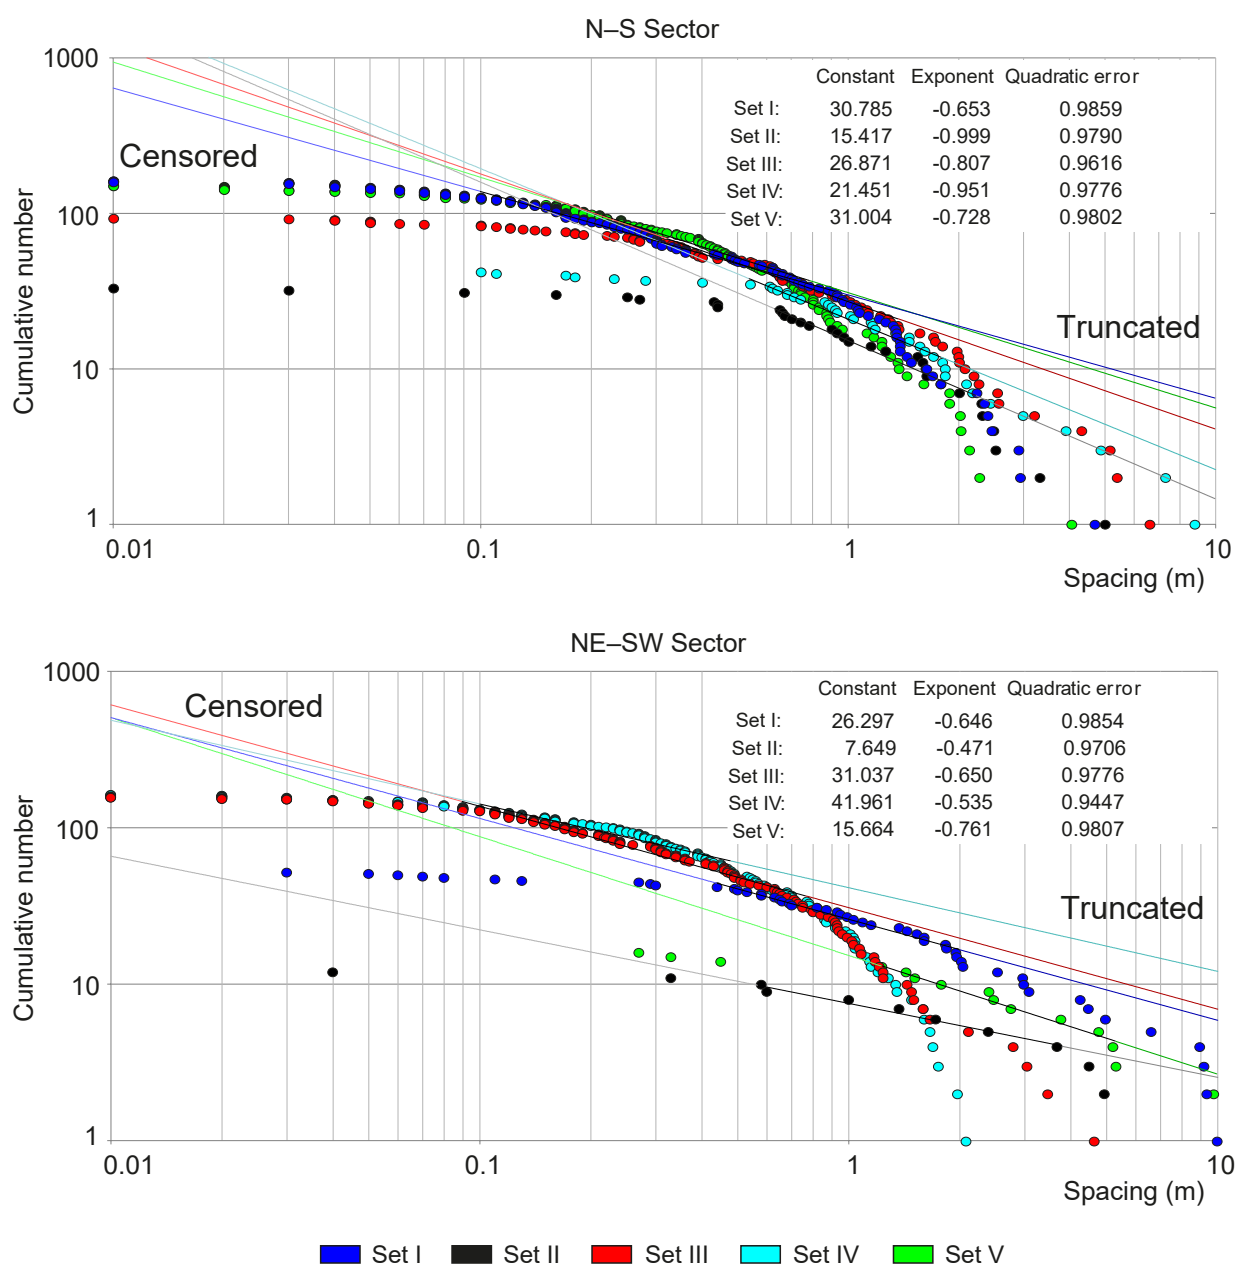 N–S Sector
1000
Constant Exponent Quadratic error
Set I: 30.785 -0.653 0.9859
Set II: 15.417 -0.999 0.9790
Censored
Set III: 26.871 -0.807 0.9616
Set IV: 21.451 -0.951 0.9776
Set V: 31.004 -0.728 0.9802
100
Cumulative number
Truncated
10
1
0.01 0.1 1 10
Spacing (m)
NE–SW Sector
1000
Constant Exponent Quadratic error
Censored
Set I: 26.297 -0.646 0.9854
Set II: 7.649 -0.471 0.9706
Set III: 31.037 -0.650 0.9776
Set IV: 41.961 -0.535 0.9447
Set V: 15.664 -0.761 0.9807
100
Cumulative number
Truncated
10
1
0.01 0.1 1 10
Spacing (m)
Set I Set II Set III Set IV Set V